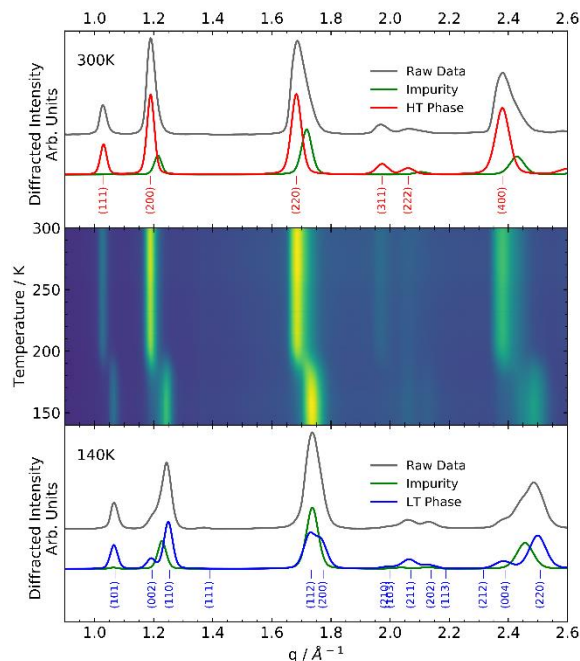 1.0 1.2 1.4 1.6 1.8 2.0 2.2 2.4 2.6
300K
Raw Data
Impurity
HT Phase
Diffracted Intensity
Arb. Units
(111) (200) (220) (311) (222) (400)
300
250
200
150
Temperature / K
140K
Raw Data
Impurity
LT Phase
Diffracted Intensity
Arb. Units
(101) (002) (110) (111) (112) (200) (211) (202) (113) (212) (004) (220)
1.0 1.2 1.4 1.6 1.8 2.0 2.2 2.4 2.6
q / Å⁻¹